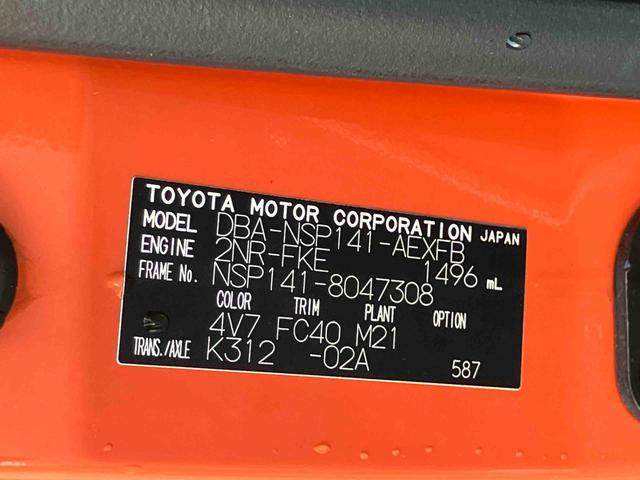 TOYOTA MOTOR CORPORATION JAPAN
MODEL DBA-NSP141-AEXFB
ENGINE 2NR-FKE 1496 mL
FRAME No. NSP141-8047308
COLOR TRIM PLANT OPTION
4V7 FC40 M21
TRANS./AXLE K312 -02A 587